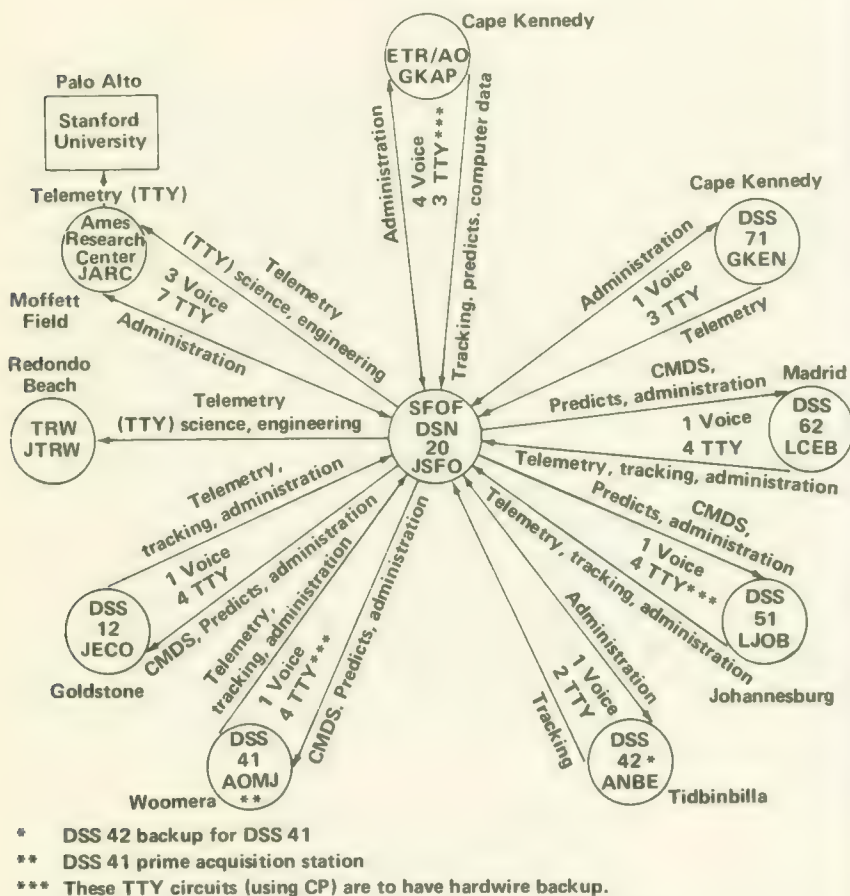 Cape Kennedy
ETR/AO
GKAP
Administration
4 Voice
3 TTY***
Tracking. predicts. computer data
Palo Alto
Stanford
University
Telemetry (TTY)
Ames
Research
Center
JARC
Moffett
Field
Telemetry
(TTY) science, engineering
3 Voice
7 TTY
Administration
Cape Kennedy
DSS
71
GKEN
Administration
1 Voice
3 TTY
Telemetry
Redondo
Beach
TRW
JTRW
Telemetry
(TTY) science, engineering
SFOF
DSN
20
JSFO
CMDS,
Predicts, administration
Madrid
DSS
62
LCEB
1 Voice
4 TTY
Telemetry, tracking, administration
CMDS,
Predicts, administration
1 Voice
4 TTY***
Telemetry, tracking, administration
DSS
51
LJOB
Johannesburg
Telemetry,
tracking, administration
1 Voice
4 TTY
CMDS, Predicts, administration
DSS
12
JECO
Goldstone
Telemetry,
tracking, administration
1 Voice
4 TTY***
CMDS. Predicts, administration
DSS
41
AOMJ
**
Woomera
Administration
1 Voice
2 TTY
Tracking
DSS
42 *
ANBE
Tidbinbilla
* DSS 42 backup for DSS 41
** DSS 41 prime acquisition station
*** These TTY circuits (using CP) are to have hardwire backup.